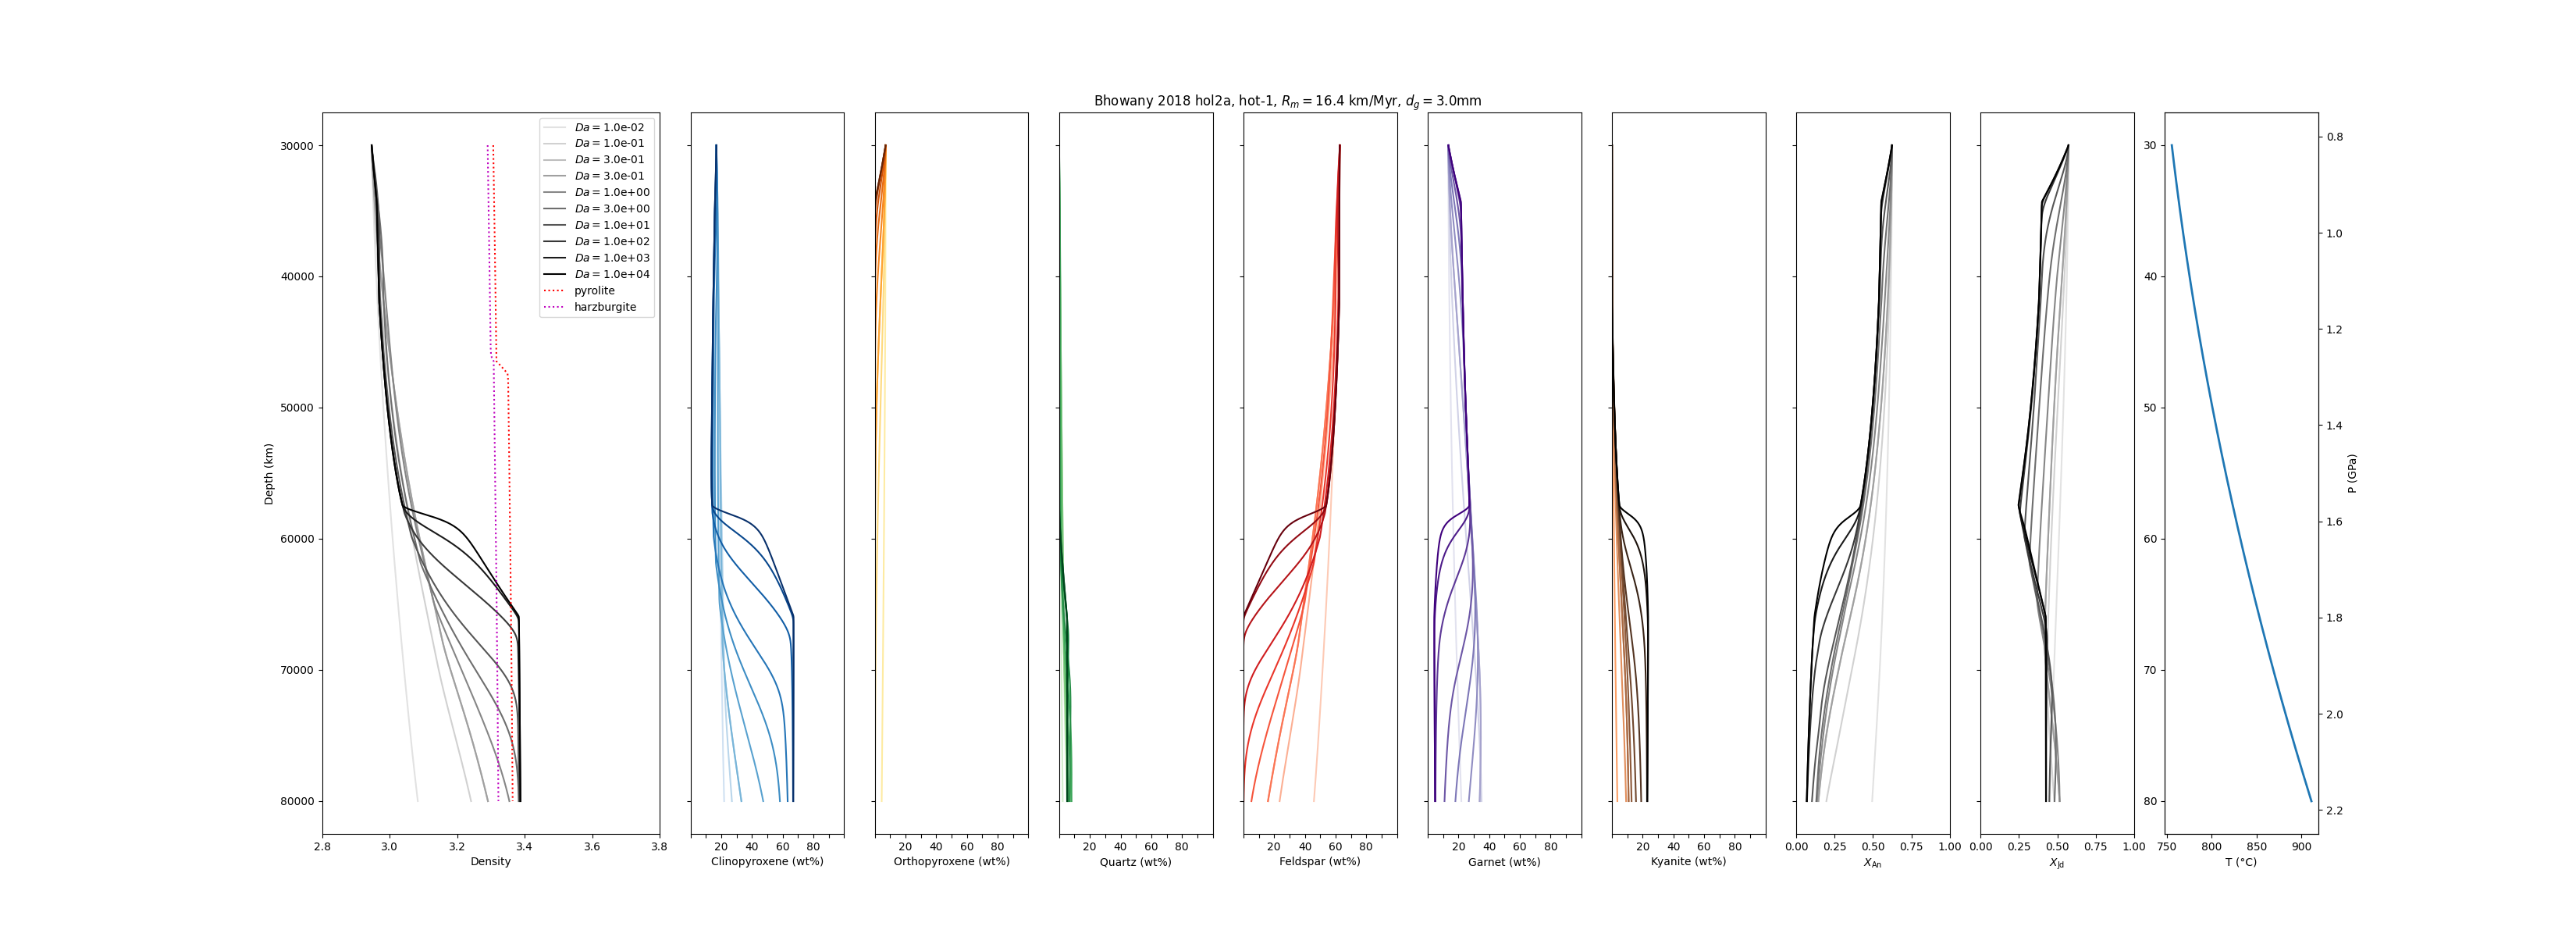 Bhowany 2018 hol2a, hot-1, Rm = 16.4 km/Myr, dg = 3.0mm
Da = 1.0e-02
Da = 1.0e-01
Da = 3.0e-01
Da = 3.0e-01
Da = 1.0e+00
Da = 3.0e+00
Da = 1.0e+01
Da = 1.0e+02
Da = 1.0e+03
Da = 1.0e+04
pyrolite
harzburgite
Depth (km)
30000
40000
50000
60000
70000
80000
2.8 3.0 3.2 3.4 3.6 3.8
Density
20 40 60 80
Clinopyroxene (wt%)
20 40 60 80
Orthopyroxene (wt%)
20 40 60 80
Quartz (wt%)
20 40 60 80
Feldspar (wt%)
20 40 60 80
Garnet (wt%)
20 40 60 80
Kyanite (wt%)
0.00 0.25 0.50 0.75 1.00
XAn
0.00 0.25 0.50 0.75 1.00
XJd
30
40
50
60
70
80
750 800 850 900
T (°C)
0.8
1.0
1.2
1.4
1.6
1.8
2.0
2.2
P (GPa)